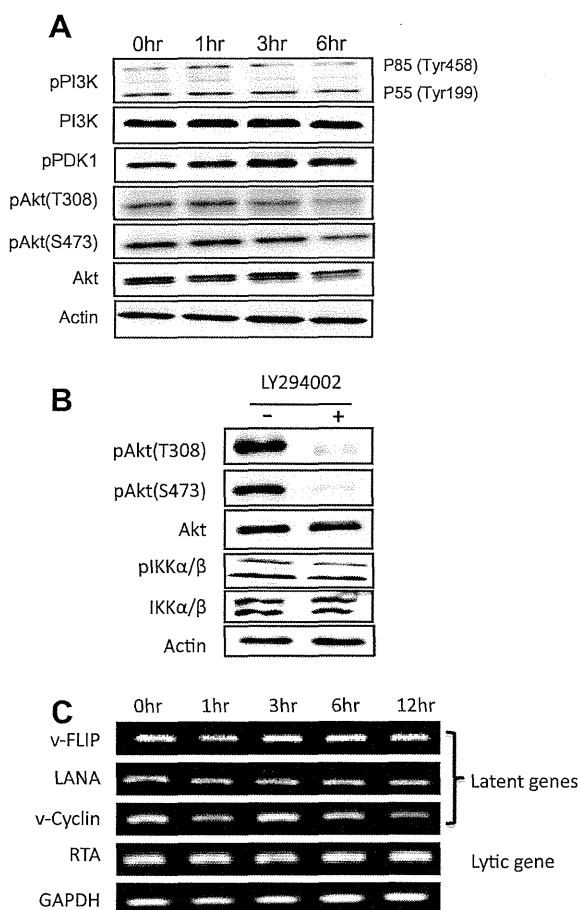 A
0hr 1hr 3hr 6hr
pPI3K
P85 (Tyr458)
P55 (Tyr199)
PI3K
pPDK1
pAkt(T308)
pAkt(S473)
Akt
Actin
B
LY294002
- +
pAkt(T308)
pAkt(S473)
Akt
pIKKα/β
IKKα/β
Actin
C
0hr 1hr 3hr 6hr 12hr
v-FLIP
LANA
Latent genes
v-Cyclin
RTA
Lytic gene
GAPDH